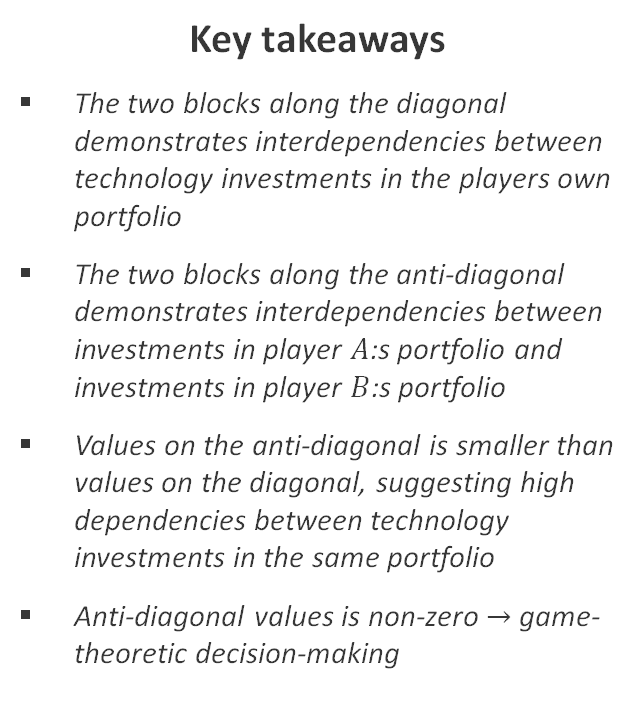 Key takeaways
▪ The two blocks along the diagonal
demonstrates interdependencies between
technology investments in the players own
portfolio
▪ The two blocks along the anti-diagonal
demonstrates interdependencies between
investments in player A:s portfolio and
investments in player B:s portfolio
▪ Values on the anti-diagonal is smaller than
values on the diagonal, suggesting high
dependencies between technology
investments in the same portfolio
▪ Anti-diagonal values is non-zero → game-
theoretic decision-making